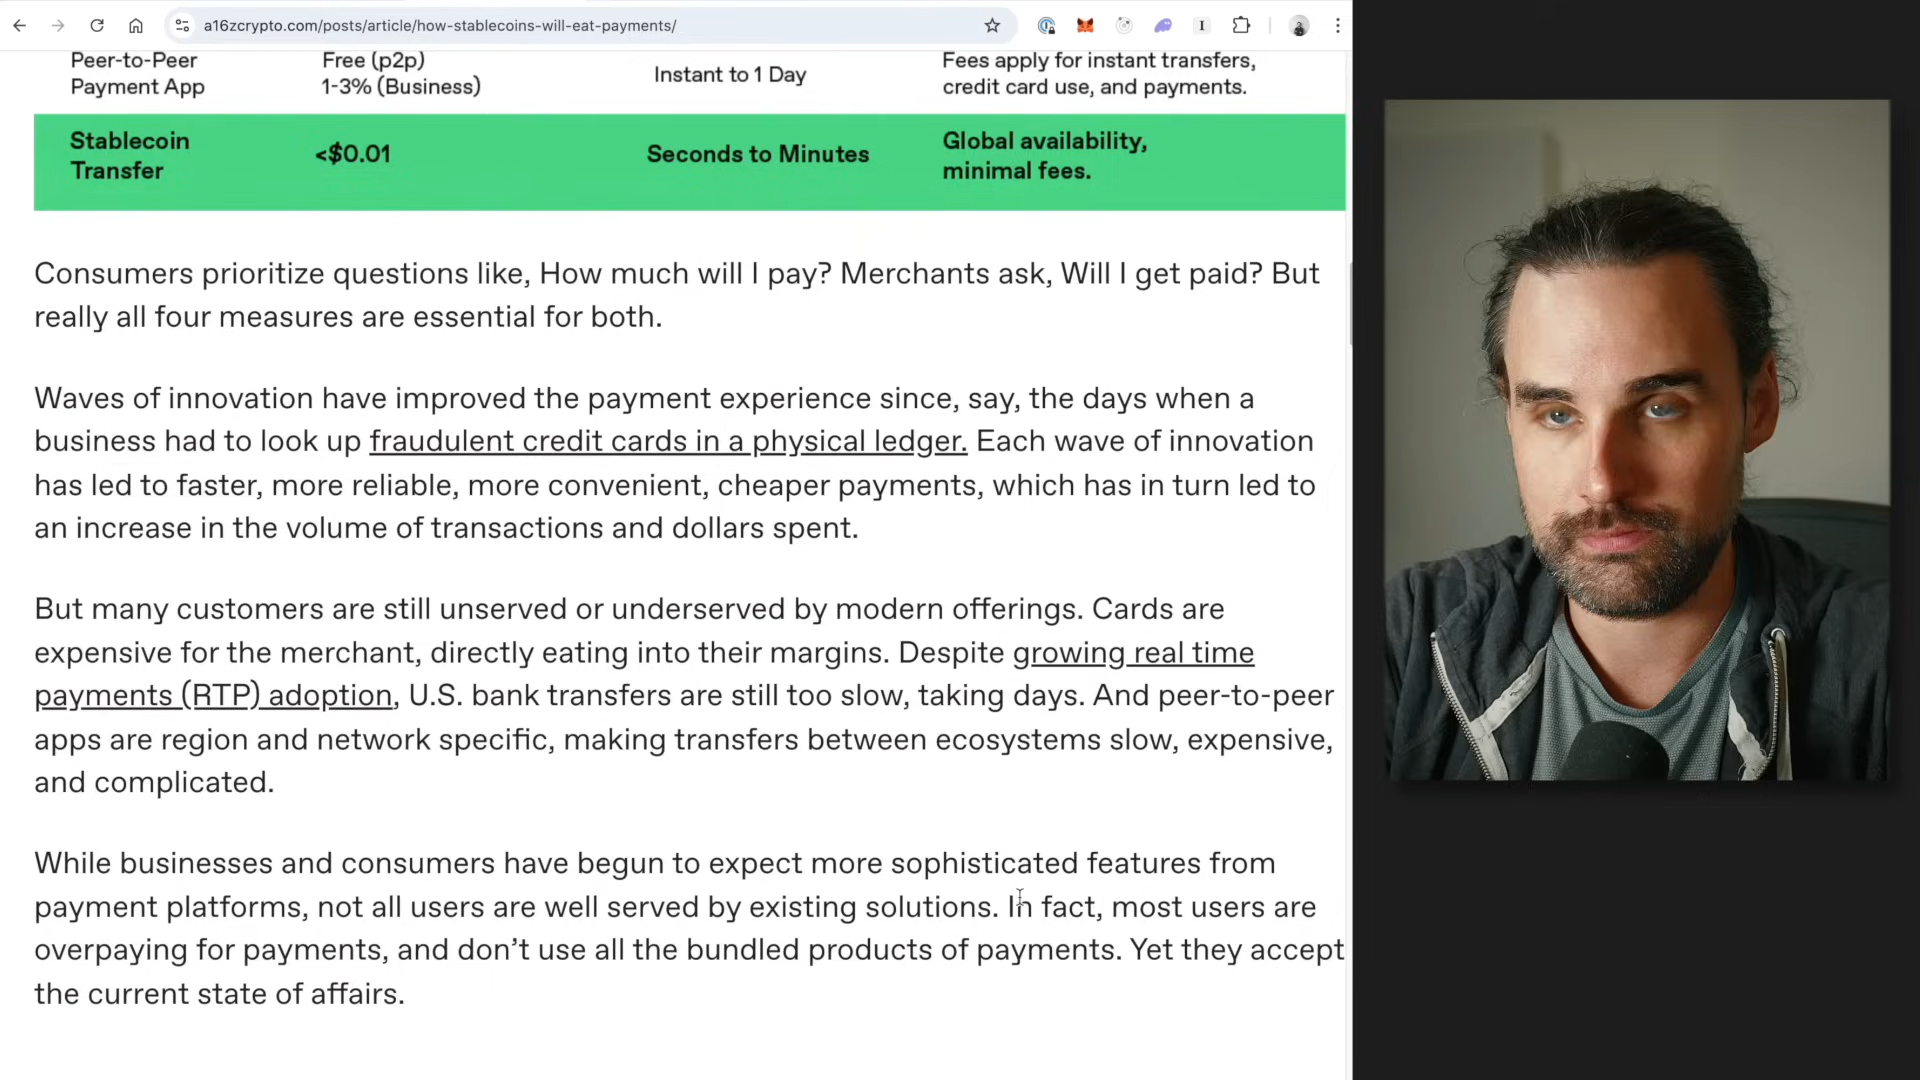 a16zcrypto.com/posts/article/how-stablecoins-will-eat-payments/
Peer-to-Peer
Payment App
Free (p2p)
1-3% (Business)
Instant to 1 Day
Fees apply for instant transfers,
credit card use, and payments.
Stablecoin
Transfer
<$0.01
Seconds to Minutes
Global availability,
minimal fees.
Consumers prioritize questions like, How much will I pay? Merchants ask, Will I get paid? But
really all four measures are essential for both.
Waves of innovation have improved the payment experience since, say, the days when a
business had to look up fraudulent credit cards in a physical ledger. Each wave of innovation
has led to faster, more reliable, more convenient, cheaper payments, which has in turn led to
an increase in the volume of transactions and dollars spent.
But many customers are still unserved or underserved by modern offerings. Cards are
expensive for the merchant, directly eating into their margins. Despite growing real time
payments (RTP) adoption, U.S. bank transfers are still too slow, taking days. And peer-to-peer
apps are region and network specific, making transfers between ecosystems slow, expensive,
and complicated.
While businesses and consumers have begun to expect more sophisticated features from
payment platforms, not all users are well served by existing solutions. In fact, most users are
overpaying for payments, and don’t use all the bundled products of payments. Yet they accept
the current state of affairs.